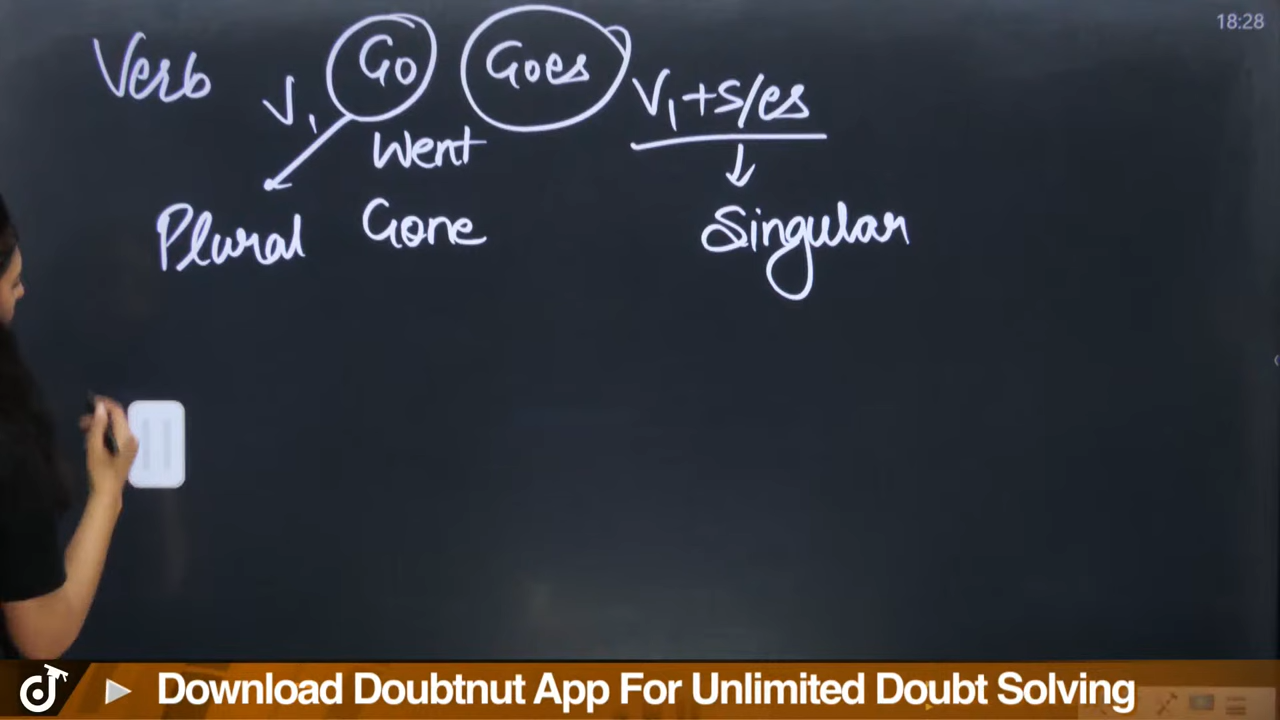 18:28
Verb V1 Go Goes V1+s/es
Went
Plural Gone Singular
Download Doubtnut App For Unlimited Doubt Solving